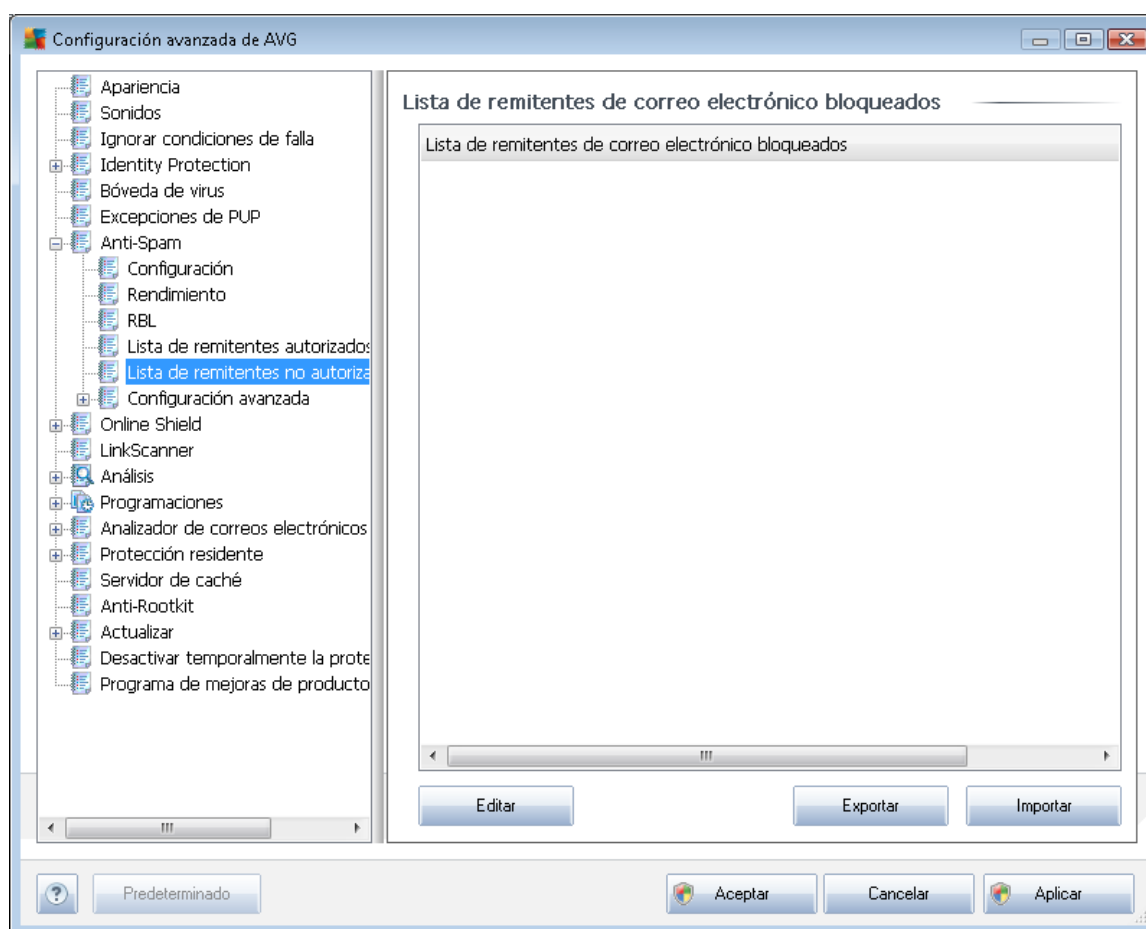 Configuración avanzada de AVG
Apariencia
Sonidos
Ignorar condiciones de falla
Identity Protection
Bóveda de virus
Excepciones de PUP
Anti-Spam
Configuración
Rendimiento
RBL
Lista de remitentes autorizados
Lista de remitentes no autoriza
Configuración avanzada
Online Shield
LinkScanner
Análisis
Programaciones
Analizador de correos electrónicos
Protección residente
Servidor de caché
Anti-Rootkit
Actualizar
Desactivar temporalmente la prote
Programa de mejoras de producto
Lista de remitentes de correo electrónico bloqueados
Lista de remitentes de correo electrónico bloqueados
Editar
Exportar
Importar
?
Predeterminado
Aceptar
Cancelar
Aplicar